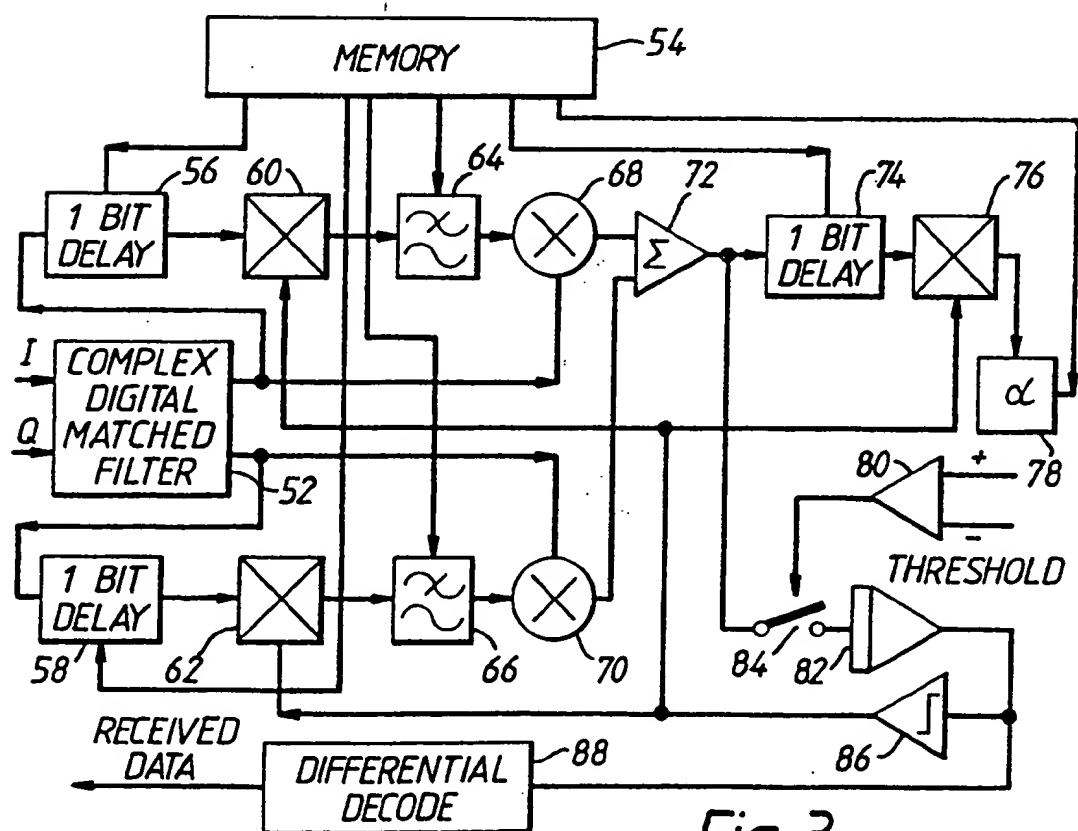 MEMORY
54
56
60
64
68
72
74
76
1 BIT
DELAY
Σ
1 BIT
DELAY
I
Q
COMPLEX
DIGITAL
MATCHED
FILTER
52
α
78
80
+
-
THRESHOLD
1 BIT
DELAY
58
62
66
70
84
82
86
RECEIVED
DATA
DIFFERENTIAL
DECODE
88